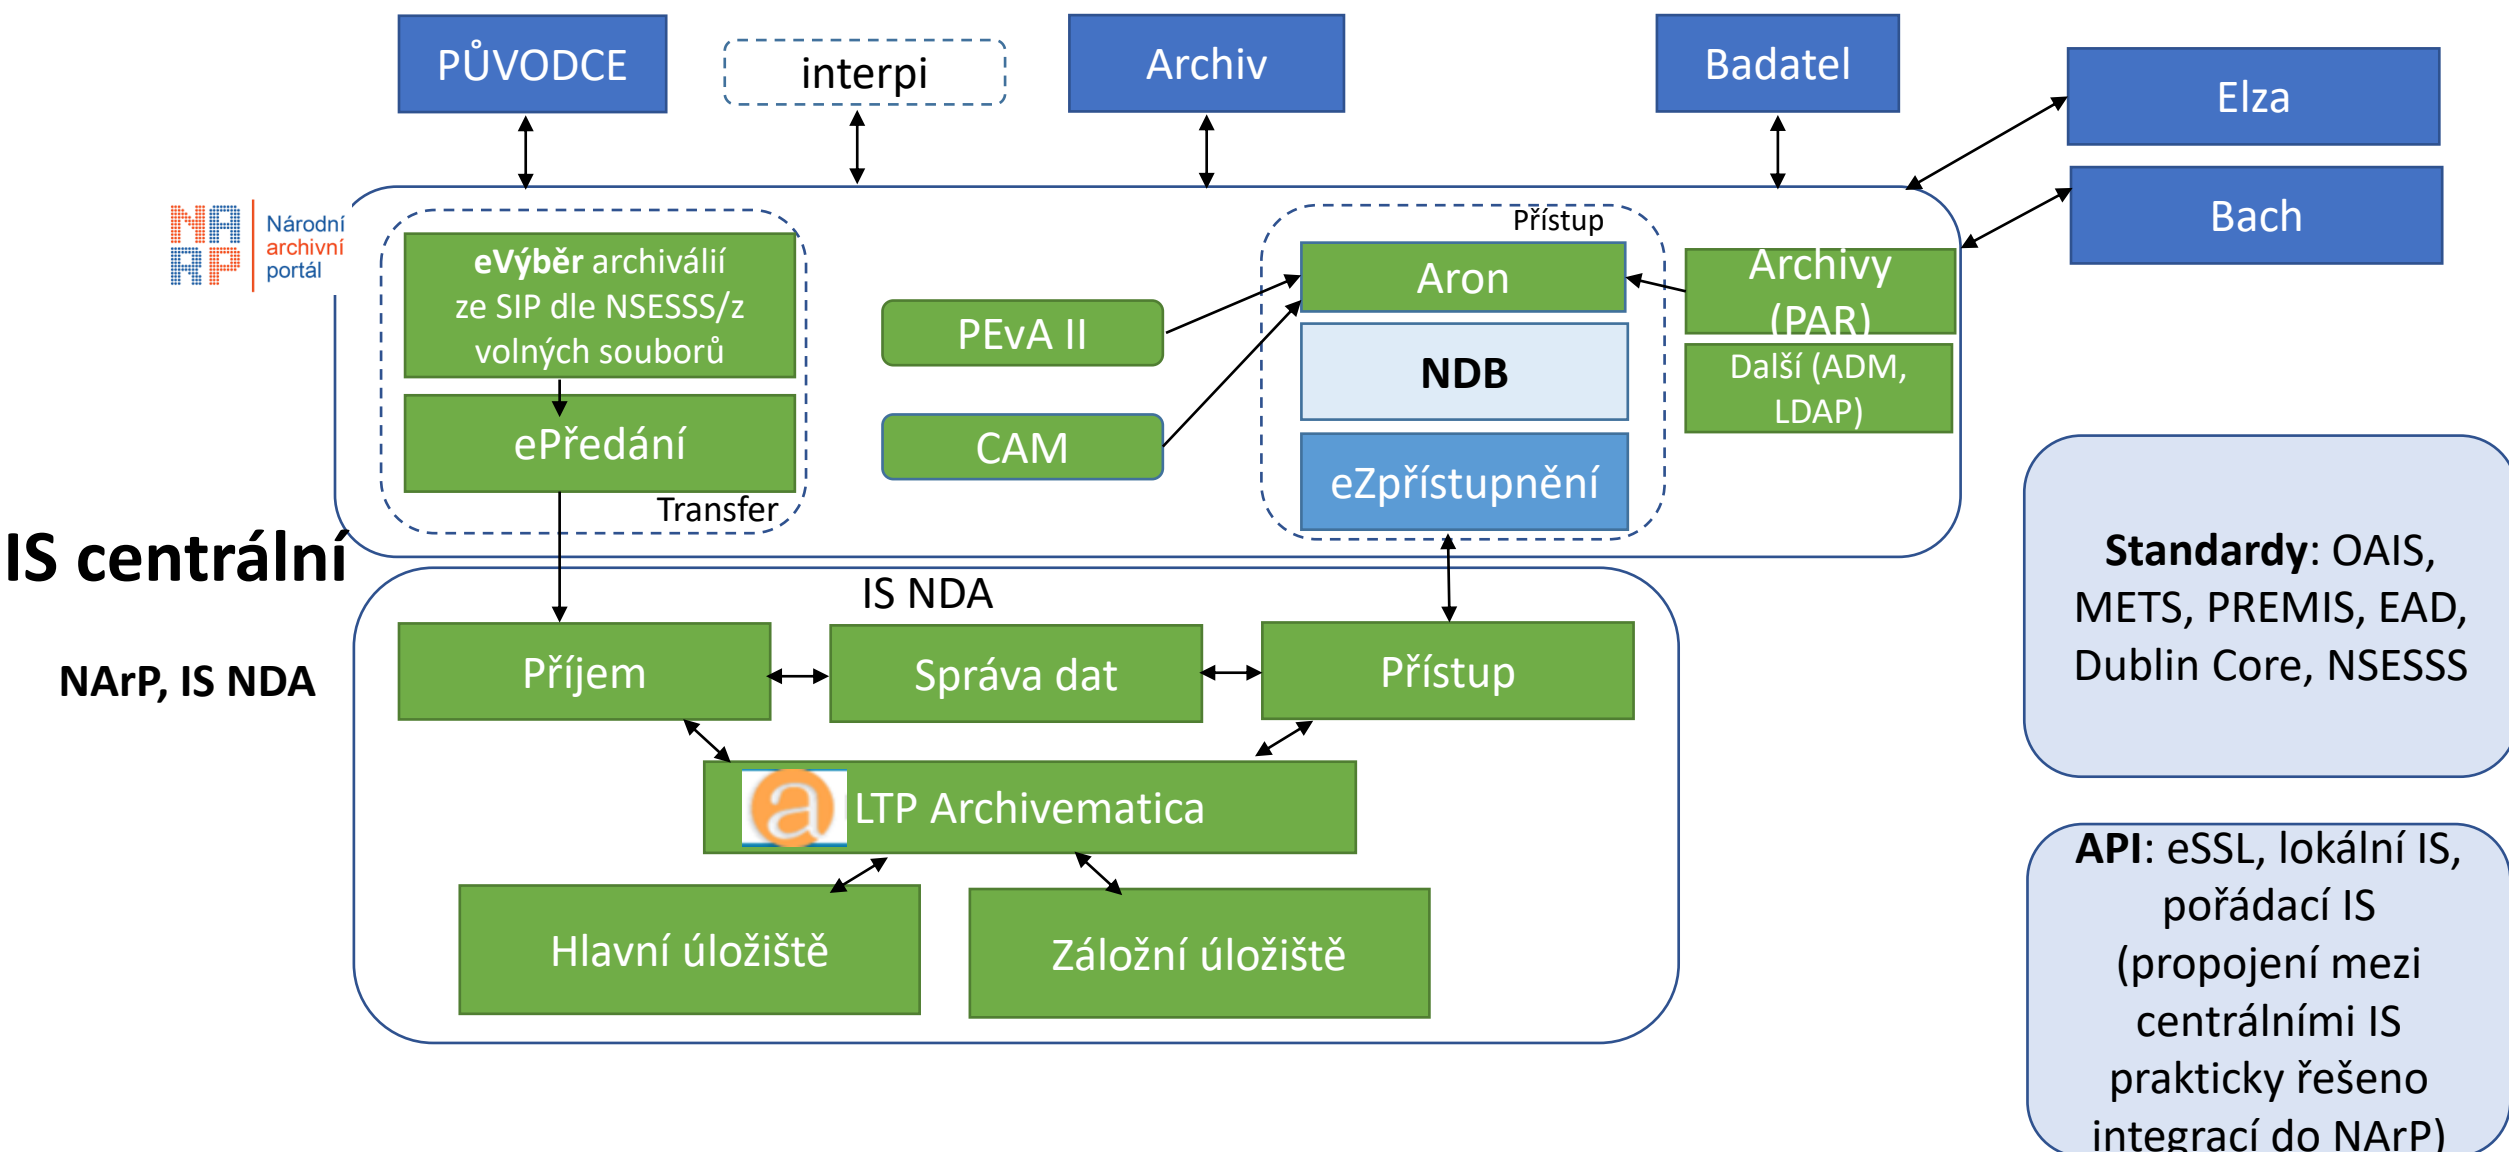 PŮVODCE
interpi
Archiv
Badatel
Elza
Bach
Národní
archivní
portál
eVýběr archiválií
ze SIP dle NSESSS/z
volných souborů
ePředání
Transfer
PEvA II
CAM
Přístup
Aron
NDB
eZpřístupnění
Archivy
(PAR)
Další (ADM,
LDAP)
IS centrální
NArP, IS NDA
IS NDA
Příjem
Správa dat
Přístup
LTP Archivematica
Hlavní úložiště
Záložní úložiště
Standardy: OAIS,
METS, PREMIS, EAD,
Dublin Core, NSESSS
API: eSSL, lokální IS,
pořádací IS
(propojení mezi
centrálními IS
prakticky řešeno
integrací do NArP)